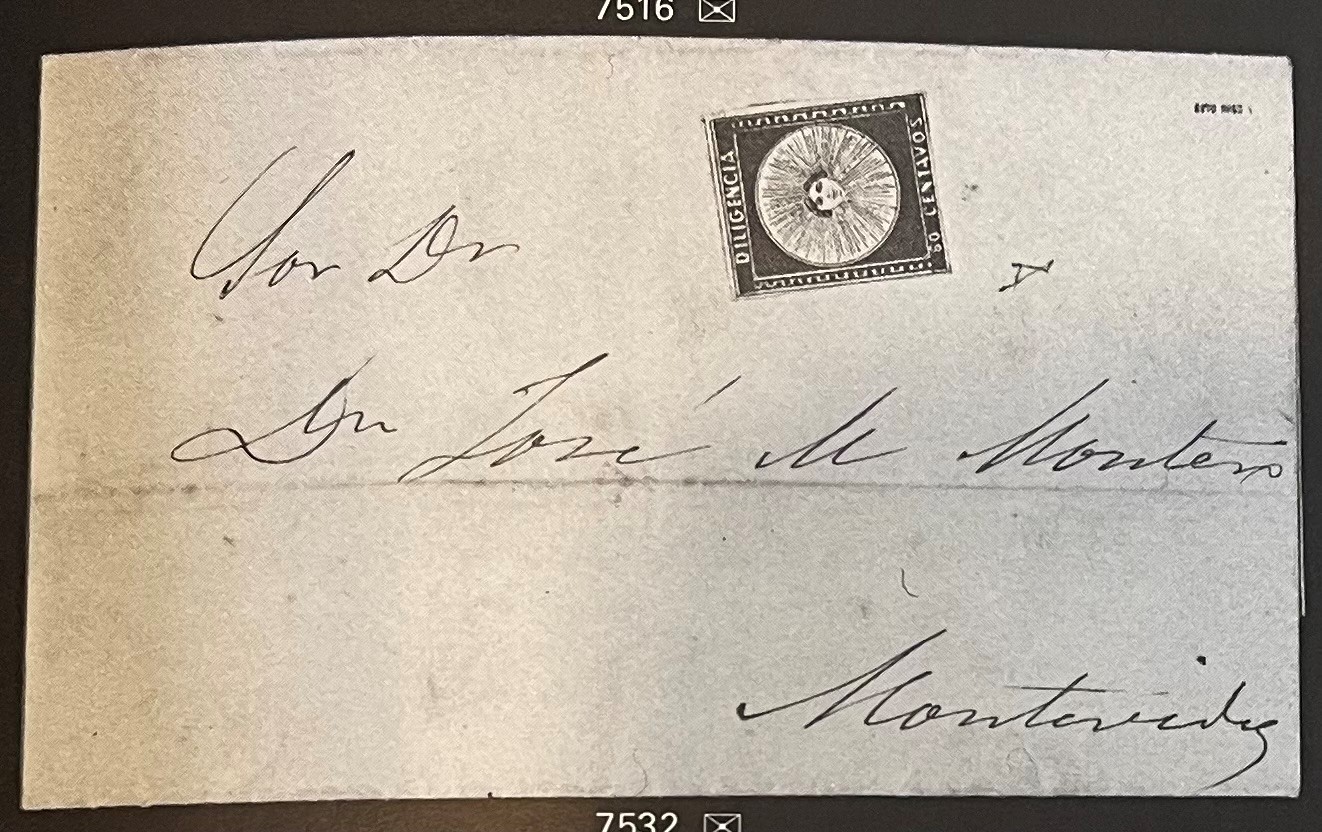 7516
DILIGENCIA
60 CENTAVOS
Sor Dr
Dn José M Montero
Montevideo
7532